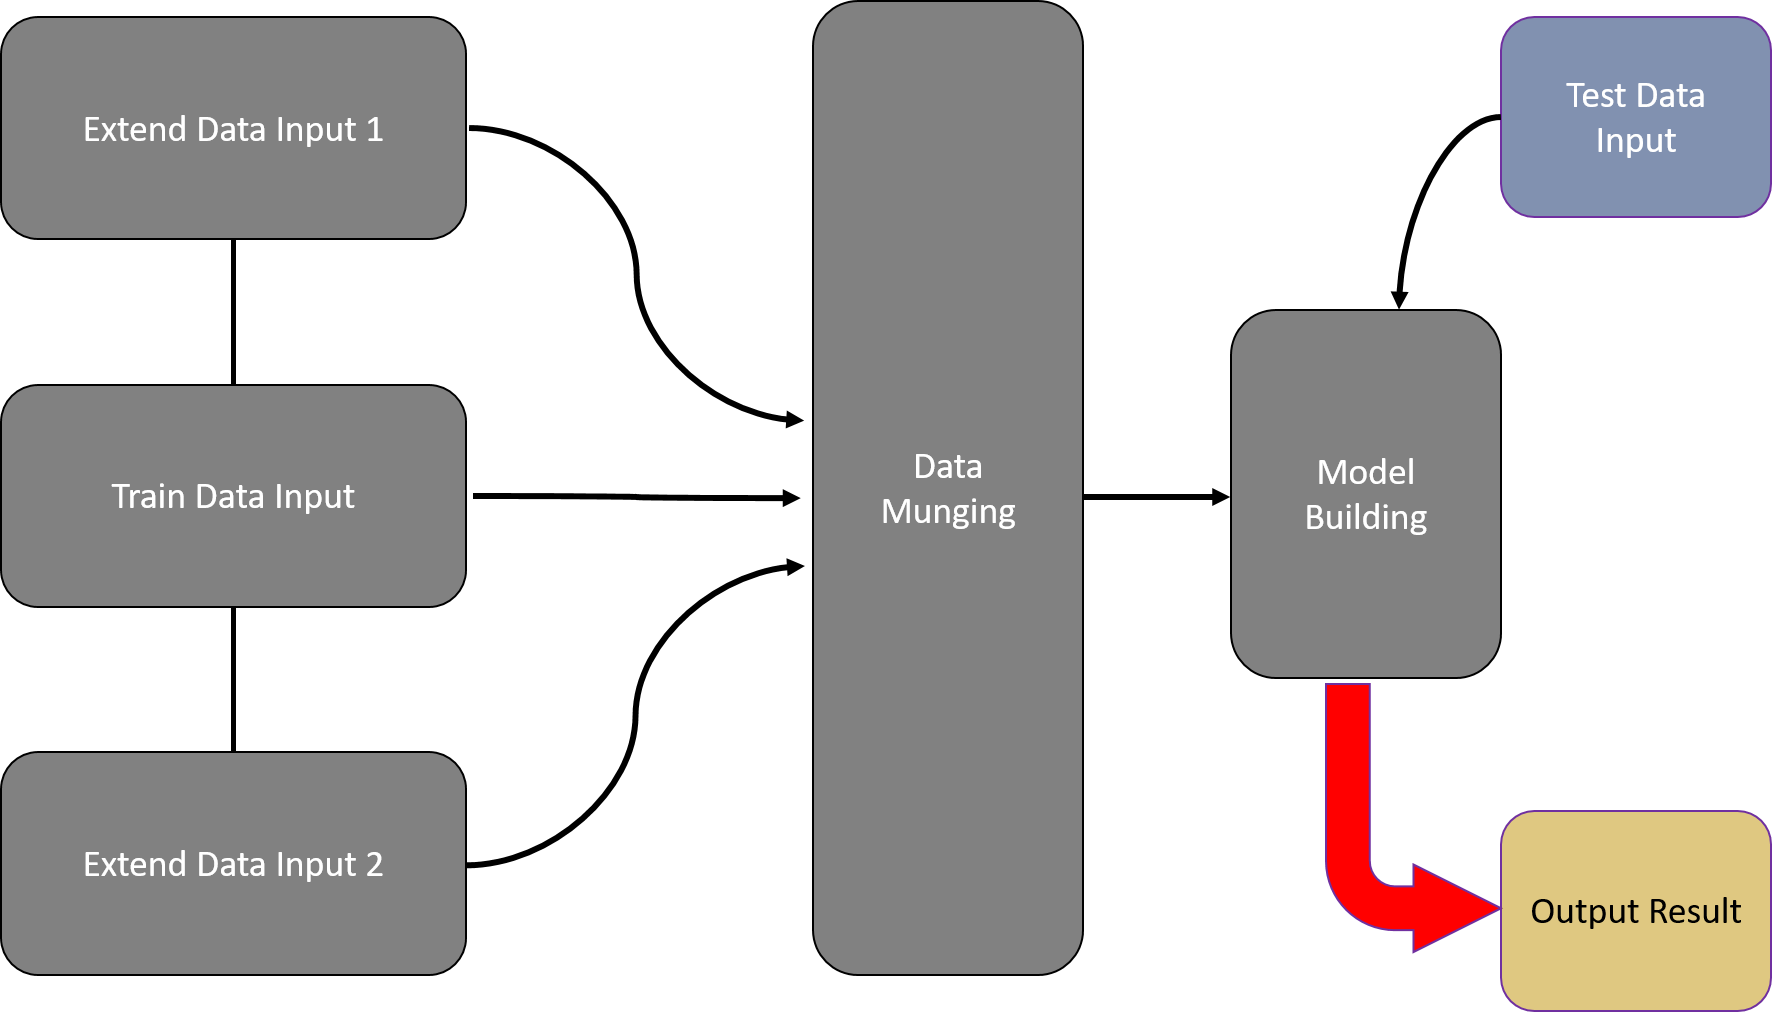 Extend Data Input 1
Train Data Input
Extend Data Input 2
Data
Munging
Model
Building
Test Data
Input
Output Result